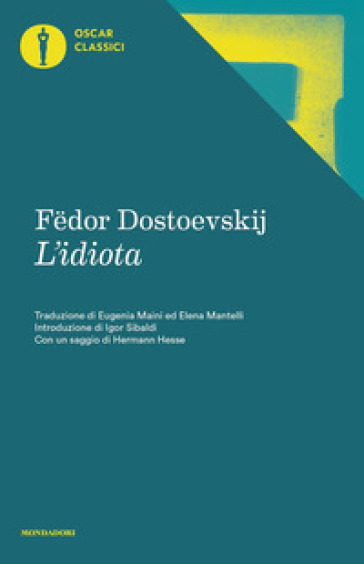 OSCAR
CLASSICI
Fëdor Dostoevskij
L'idiota
Traduzione di Eugenia Maini ed Elena Mantelli
Introduzione di Igor Sibaldi
Con un saggio di Hermann Hesse
MONDADORI